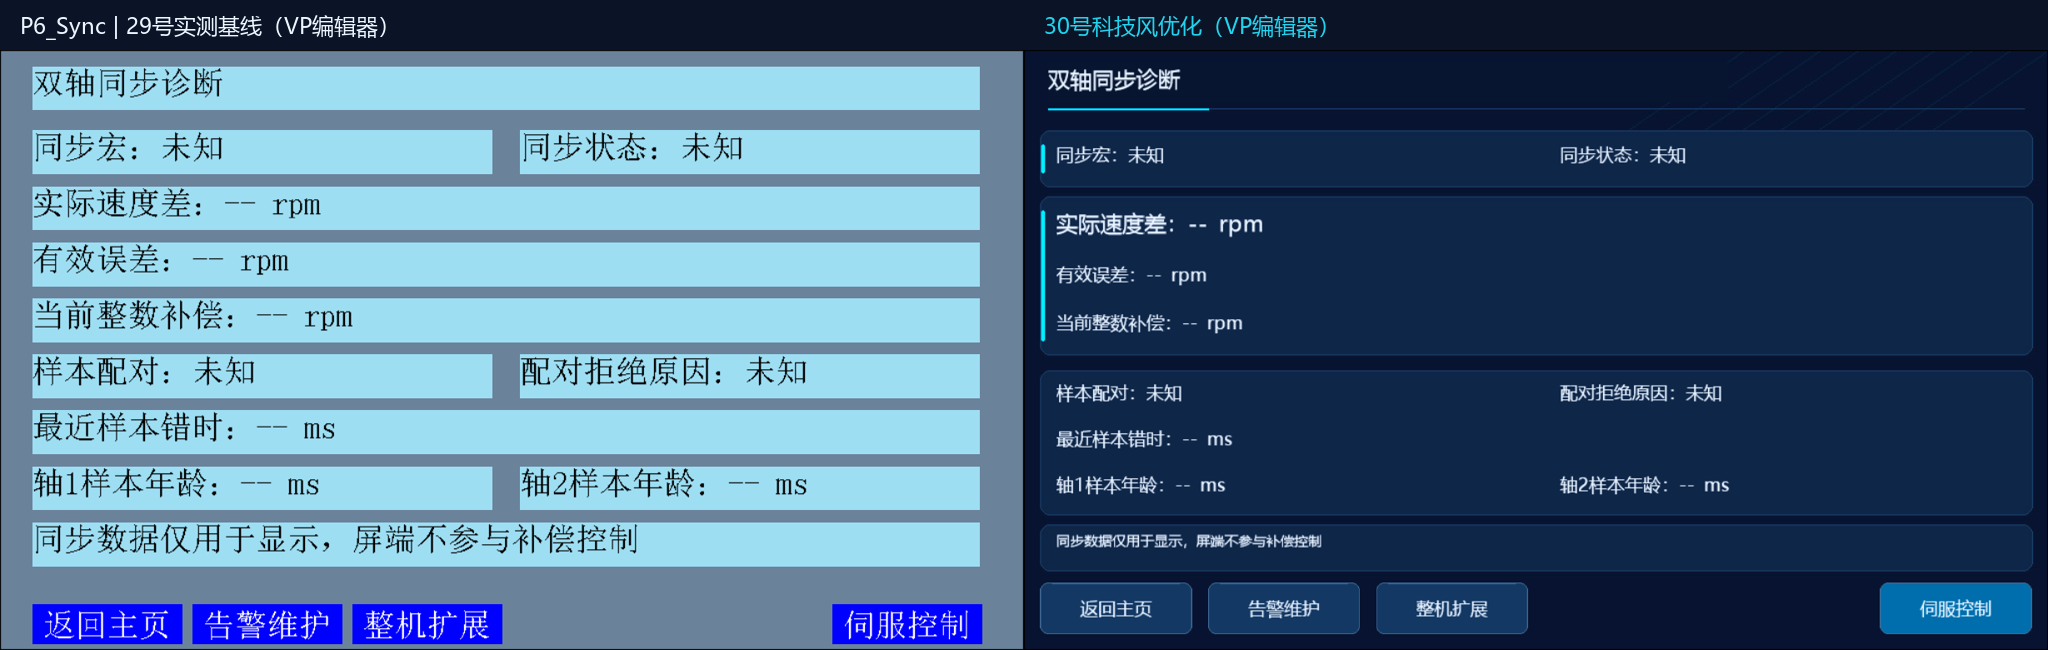 P6_Sync | 29号实测基线（VP编辑器）
双轴同步诊断
同步宏：未知
同步状态：未知
实际速度差：-- rpm
有效误差：-- rpm
当前整数补偿：-- rpm
样本配对：未知
配对拒绝原因：未知
最近样本错时：-- ms
轴1样本年龄：-- ms
轴2样本年龄：-- ms
同步数据仅用于显示，屏端不参与补偿控制
返回主页
告警维护
整机扩展
伺服控制
30号科技风优化（VP编辑器）
双轴同步诊断
同步宏：未知
同步状态：未知
实际速度差：-- rpm
有效误差：-- rpm
当前整数补偿：-- rpm
样本配对：未知
配对拒绝原因：未知
最近样本错时：-- ms
轴1样本年龄：-- ms
轴2样本年龄：-- ms
同步数据仅用于显示，屏端不参与补偿控制
返回主页
告警维护
整机扩展
伺服控制